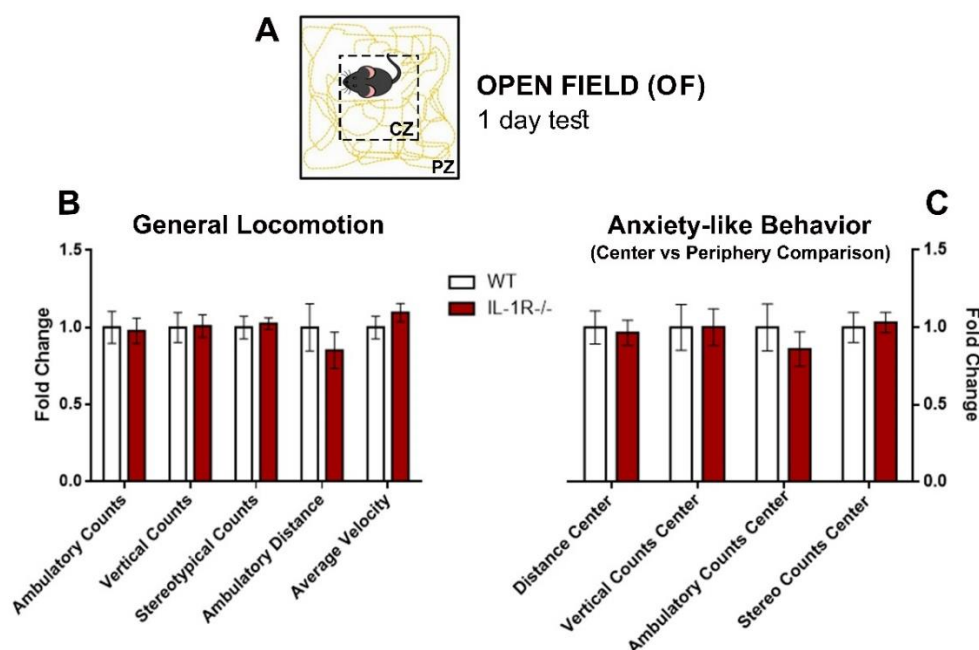 A
OPEN FIELD (OF)
1 day test
CZ
PZ
B
General Locomotion
Fold Change
1.5
1.0
0.5
0.0
Ambulatory Counts
Vertical Counts
Stereotypical Counts
Ambulatory Distance
Average Velocity
WT
IL-1R-/-
C
Anxiety-like Behavior
(Center vs Periphery Comparison)
1.5
1.0
0.5
0.0
Fold Change
Distance Center
Vertical Counts Center
Ambulatory Counts Center
Stereo Counts Center